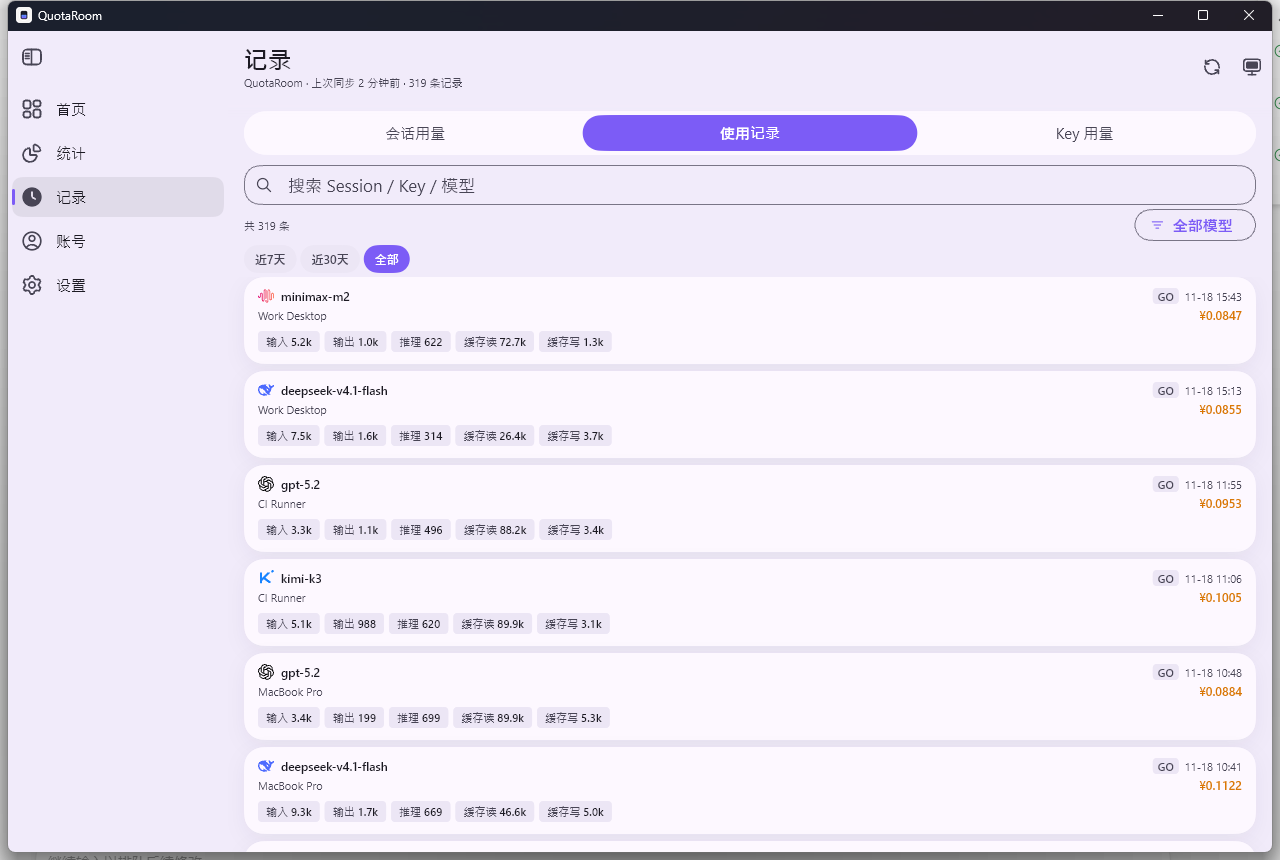 QuotaRoom
记录
QuotaRoom · 上次同步 2 分钟前 · 319 条记录
首页
统计
记录
账号
设置
会话用量 使用记录 Key 用量
搜索 Session / Key / 模型
共 319 条 全部模型
近7天 近30天 全部
minimax-m2 GO 11-18 15:43
Work Desktop ¥0.0847
输入 5.2k 输出 1.0k 推理 622 缓存读 72.7k 缓存写 1.3k
deepseek-v4.1-flash GO 11-18 15:13
Work Desktop ¥0.0855
输入 7.5k 输出 1.6k 推理 314 缓存读 26.4k 缓存写 3.7k
gpt-5.2 GO 11-18 11:55
CI Runner ¥0.0953
输入 3.3k 输出 1.1k 推理 496 缓存读 88.2k 缓存写 3.4k
kimi-k3 GO 11-18 11:06
CI Runner ¥0.1005
输入 5.1k 输出 988 推理 620 缓存读 89.9k 缓存写 3.1k
gpt-5.2 GO 11-18 10:48
MacBook Pro ¥0.0884
输入 3.4k 输出 199 推理 699 缓存读 89.9k 缓存写 5.3k
deepseek-v4.1-flash GO 11-18 10:41
MacBook Pro ¥0.1122
输入 9.3k 输出 1.7k 推理 669 缓存读 46.6k 缓存写 5.0k